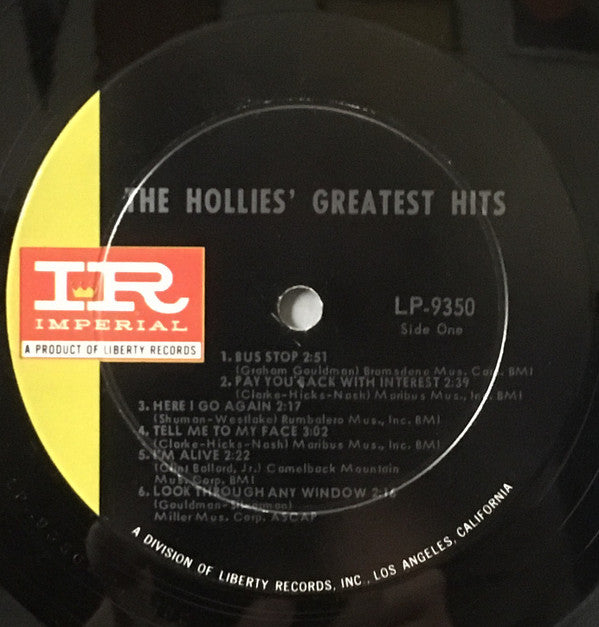 THE HOLLIES' GREATEST HITS
IR
IMPERIAL
A PRODUCT OF LIBERTY RECORDS
LP-9350
Side One
1. BUS STOP 2:51
(Graham Gouldman) Bramsdene Mus. Corp. BMI
2. PAY YOU BACK WITH INTEREST 2:39
(Clarke-Hicks-Nash) Maribus Mus., Inc. BMI
3. HERE I GO AGAIN 2:17
(Shuman-Westlake) Rumbalero Mus., Inc. BMI
4. TELL ME TO MY FACE 3:02
(Clarke-Hicks-Nash) Maribus Mus., Inc. BMI
5. I'M ALIVE 2:22
(Clint Ballard, Jr.) Camelback Mountain
Mus. Corp. BMI
6. LOOK THROUGH ANY WINDOW 2:16
(Gouldman-Silverman)
Miller Mus. Corp. ASCAP
A DIVISION OF LIBERTY RECORDS, INC., LOS ANGELES, CALIFORNIA